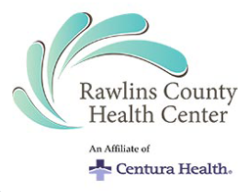 Rawlins County
Health Center
An Affiliate of
Centura Health®